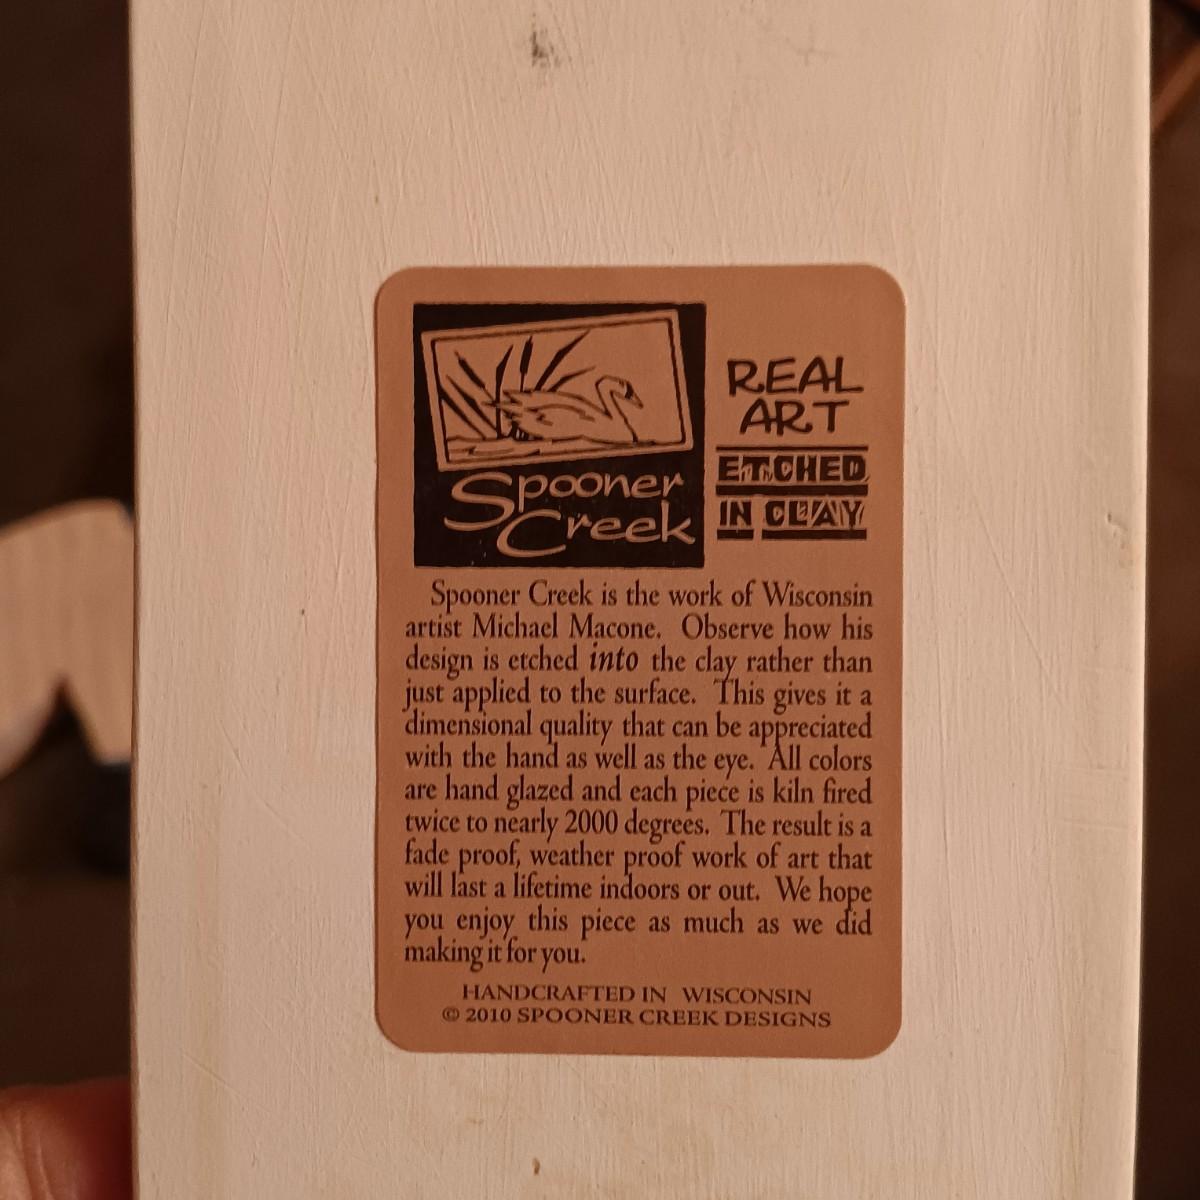 Spooner
Creek
REAL
ART
ETCHED
IN CLAY
Spooner Creek is the work of Wisconsin
artist Michael Macone. Observe how his
design is etched into the clay rather than
just applied to the surface. This gives it a
dimensional quality that can be appreciated
with the hand as well as the eye. All colors
are hand glazed and each piece is kiln fired
twice to nearly 2000 degrees. The result is a
fade proof, weather proof work of art that
will last a lifetime indoors or out. We hope
you enjoy this piece as much as we did
making it for you.
HANDCRAFTED IN WISCONSIN
© 2010 SPOONER CREEK DESIGNS